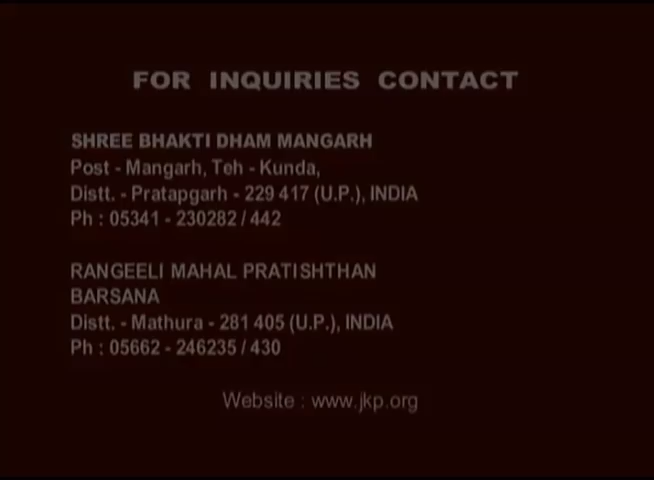 FOR INQUIRIES CONTACT
SHREE BHAKTI DHAM MANGARH
Post - Mangarh, Teh - Kunda,
Distt. - Pratapgarh - 229 417 (U.P.), INDIA
Ph : 05341 - 230282 / 442
RANGEELI MAHAL PRATISHTHAN
BARSANA
Distt. - Mathura - 281 405 (U.P.), INDIA
Ph : 05662 - 246235 / 430
Website : www.jkp.org